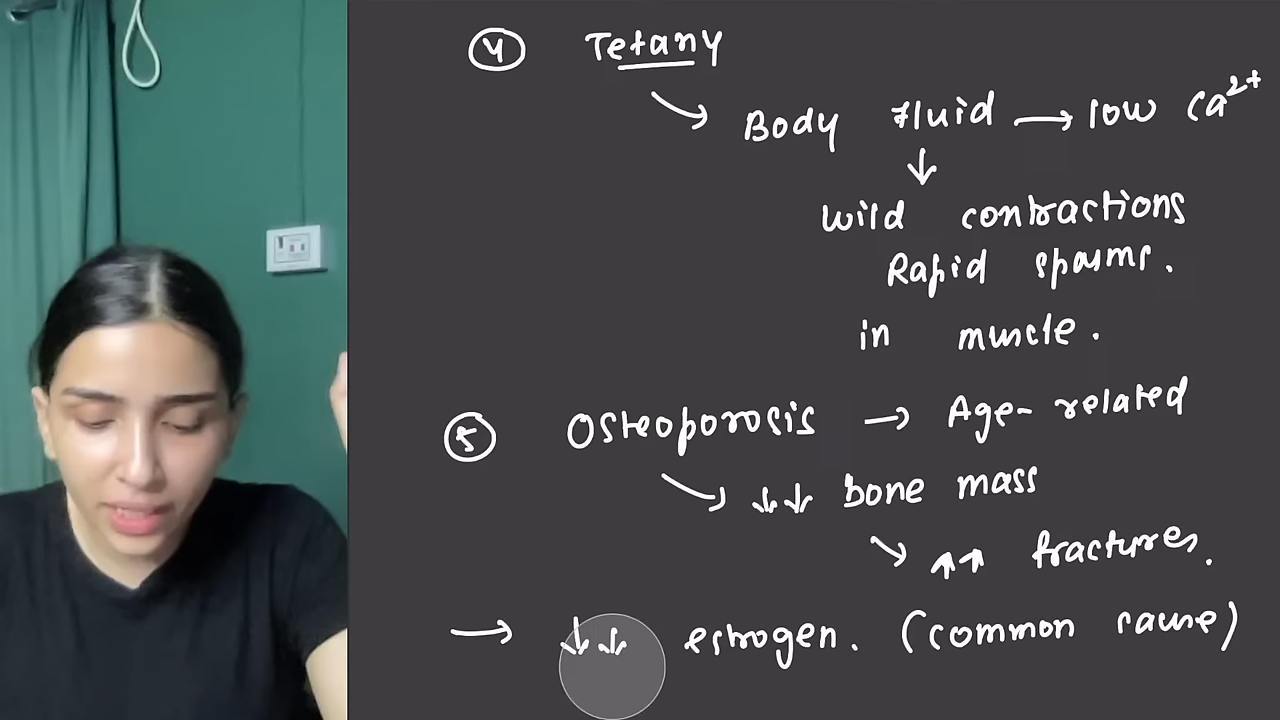 ④ Tetany
↘ Body Fluid → low Ca²⁺
↓
Wild contractions
Rapid spasms.
in muscle.
⑤ Osteoporosis → Age-related
↘ ↓↓ bone mass
↘ ↑↑ fractures.
→ ↓↓ estrogen. (common cause)